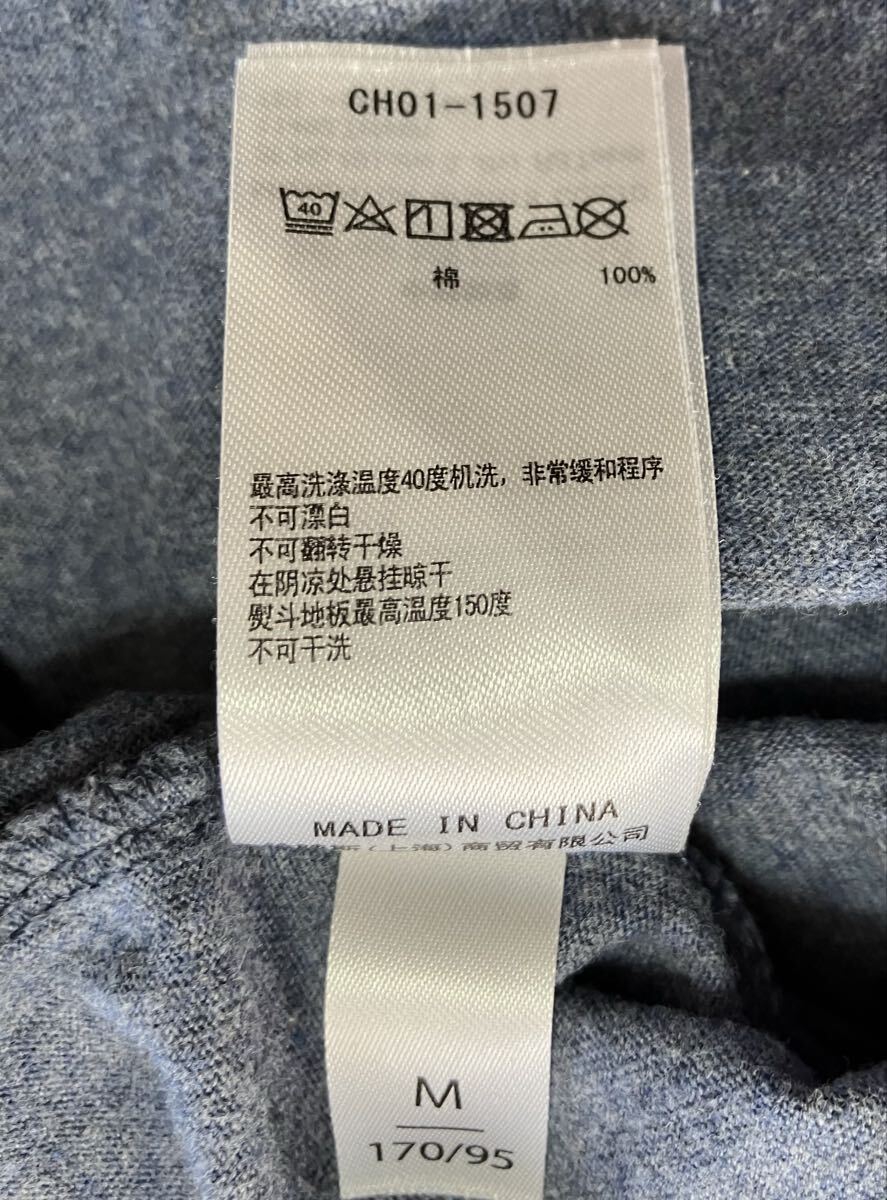 CH01-1507
40
棉 100%
最高洗涤温度40度机洗，非常缓和程序
不可漂白
不可翻转干燥
在阴凉处悬挂晾干
熨斗地板最高温度150度
不可干洗
MADE IN CHINA
斯(上海)商贸有限公司
M
170/95